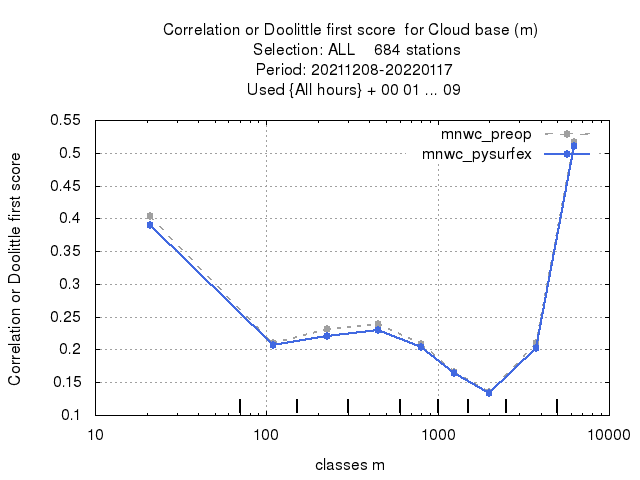 Correlation or Doolittle first score  for Cloud base (m)
Selection: ALL    684 stations
Period: 20211208-20220117
Used {All hours} + 00 01 ... 09
mnwc_preop
mnwc_pysurfex
Correlation or Doolittle first score
0.55
0.5
0.45
0.4
0.35
0.3
0.25
0.2
0.15
0.1
10
100
1000
10000
classes m